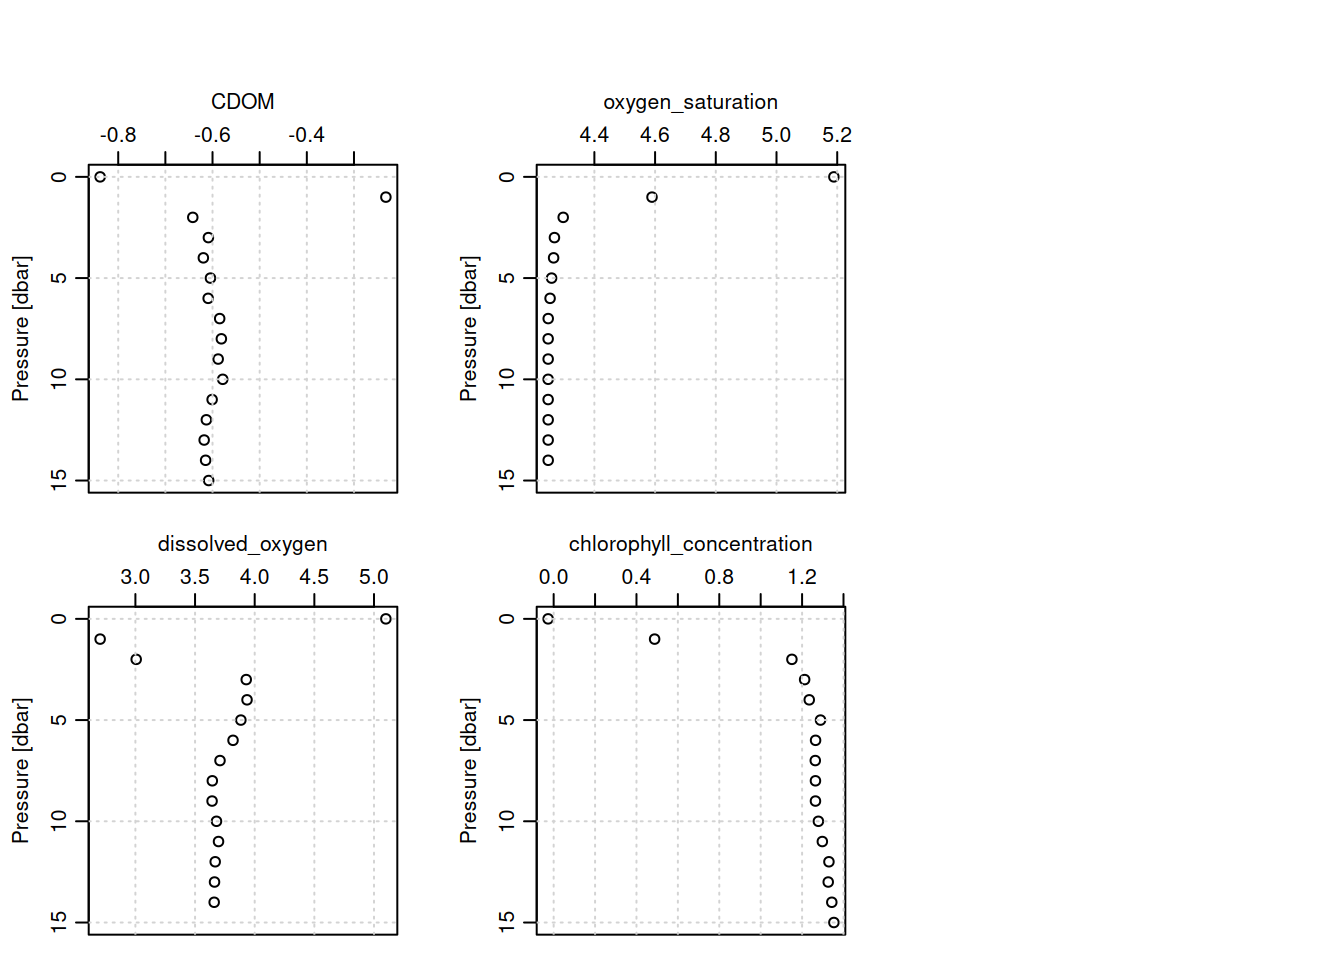 CDOM
-0.8 -0.6 -0.4
0
5
10
15
Pressure [dbar]
oxygen_saturation
4.4 4.6 4.8 5.0 5.2
0
5
10
15
Pressure [dbar]
dissolved_oxygen
3.0 3.5 4.0 4.5 5.0
0
5
10
15
Pressure [dbar]
chlorophyll_concentration
0.0 0.4 0.8 1.2
0
5
10
15
Pressure [dbar]